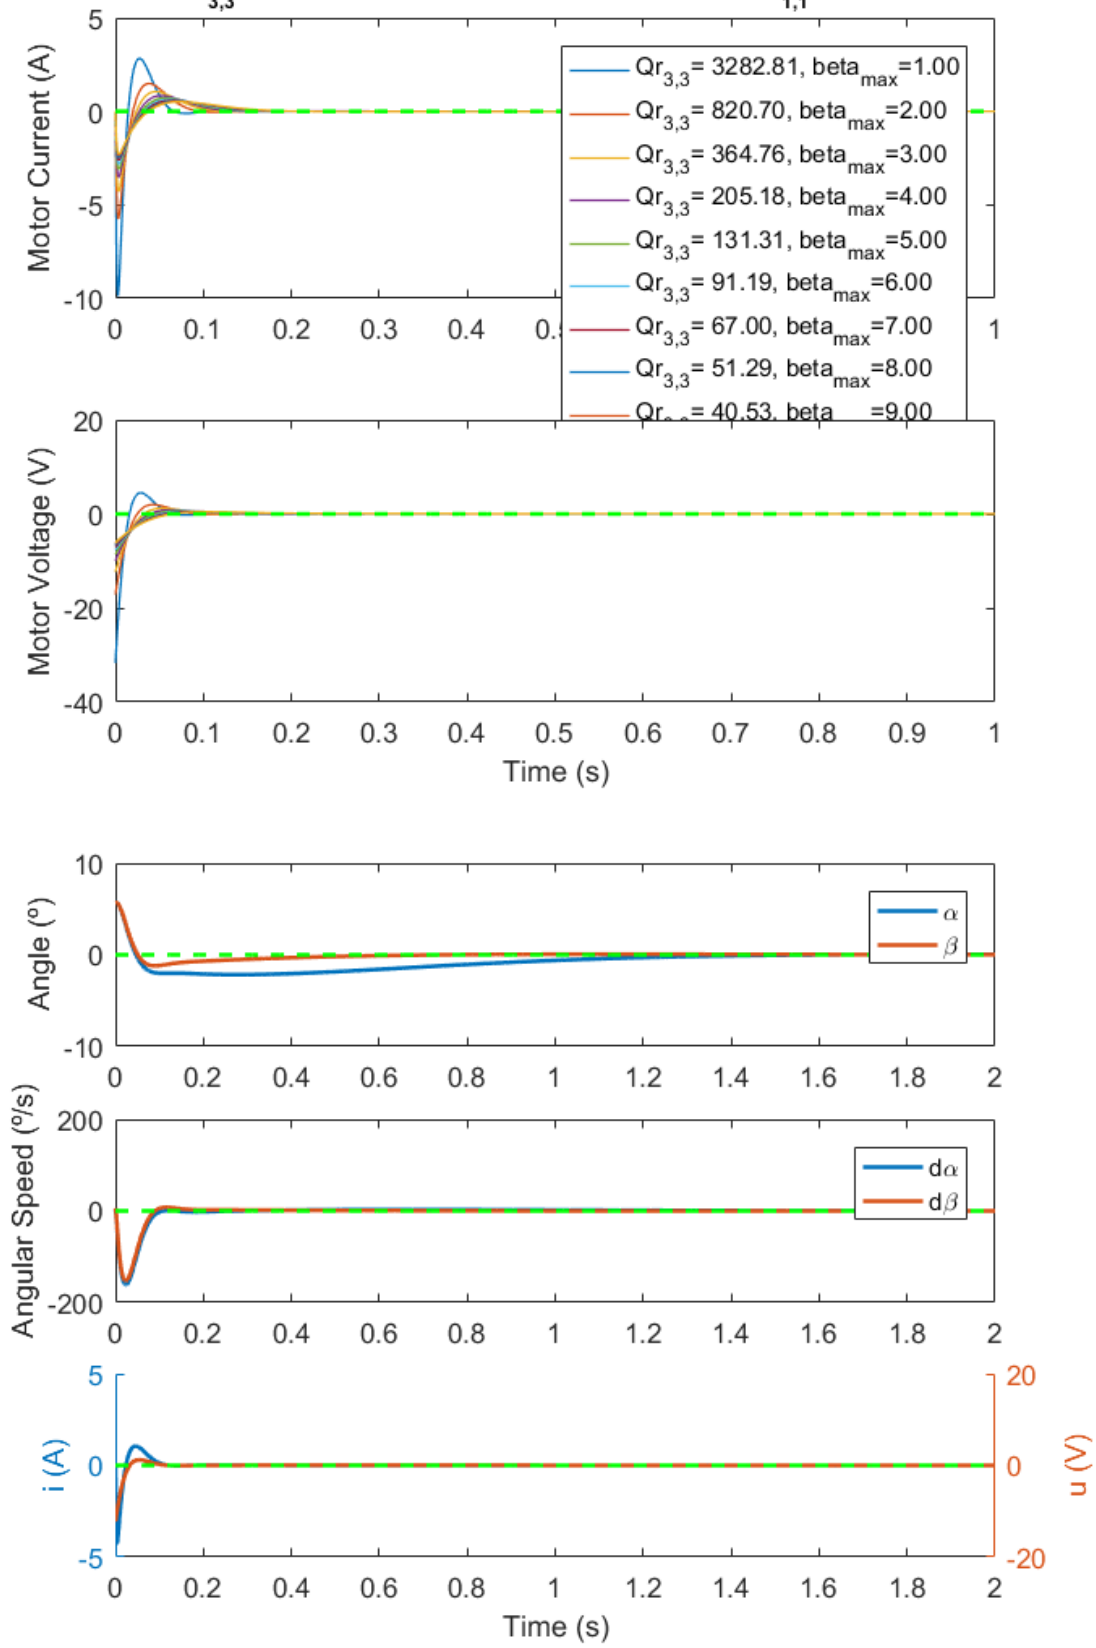 3,3 1,1
5
0
-5
-10
Motor Current (A)
Qr3,3= 3282.81, betamax=1.00
Qr3,3= 820.70, betamax=2.00
Qr3,3= 364.76, betamax=3.00
Qr3,3= 205.18, betamax=4.00
Qr3,3= 131.31, betamax=5.00
Qr3,3= 91.19, betamax=6.00
Qr3,3= 67.00, betamax=7.00
Qr3,3= 51.29, betamax=8.00
Qr3,3= 40.53, beta =9.00
0 0.1 0.2 0.3 0.4 1
20
0
-20
-40
Motor Voltage (V)
0 0.1 0.2 0.3 0.4 0.5 0.6 0.7 0.8 0.9 1
Time (s)
10
0
-10
Angle (º)
α
β
0 0.2 0.4 0.6 0.8 1 1.2 1.4 1.6 1.8 2
200
0
-200
Angular Speed (º/s)
dα
dβ
0 0.2 0.4 0.6 0.8 1 1.2 1.4 1.6 1.8 2
5
0
-5
i (A)
20
0
-20
u (V)
0 0.2 0.4 0.6 0.8 1 1.2 1.4 1.6 1.8 2
Time (s)